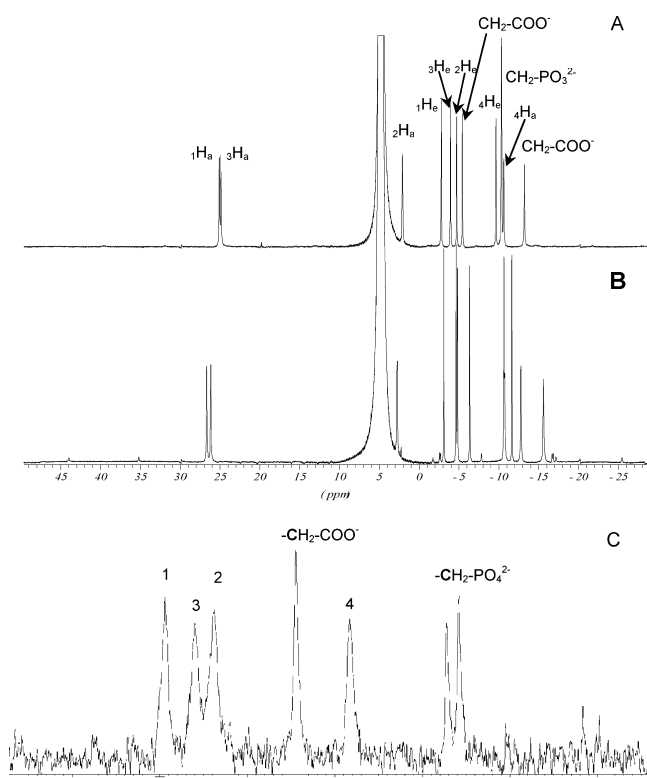 A
CH₂-COO⁻
₃Hₑ ₂Hₑ
CH₂-PO₃²⁻
₁Hₑ
₄Hₑ
₄Hₐ
₂Hₐ
CH₂-COO⁻
₁Hₐ ₃Hₐ
B
45 35 30 25 20 15 10 5 0 -5 -10 -15 -20 -25
(ppm)
C
-CH₂-COO⁻
1
3
2
4
-CH₂-PO₄²⁻